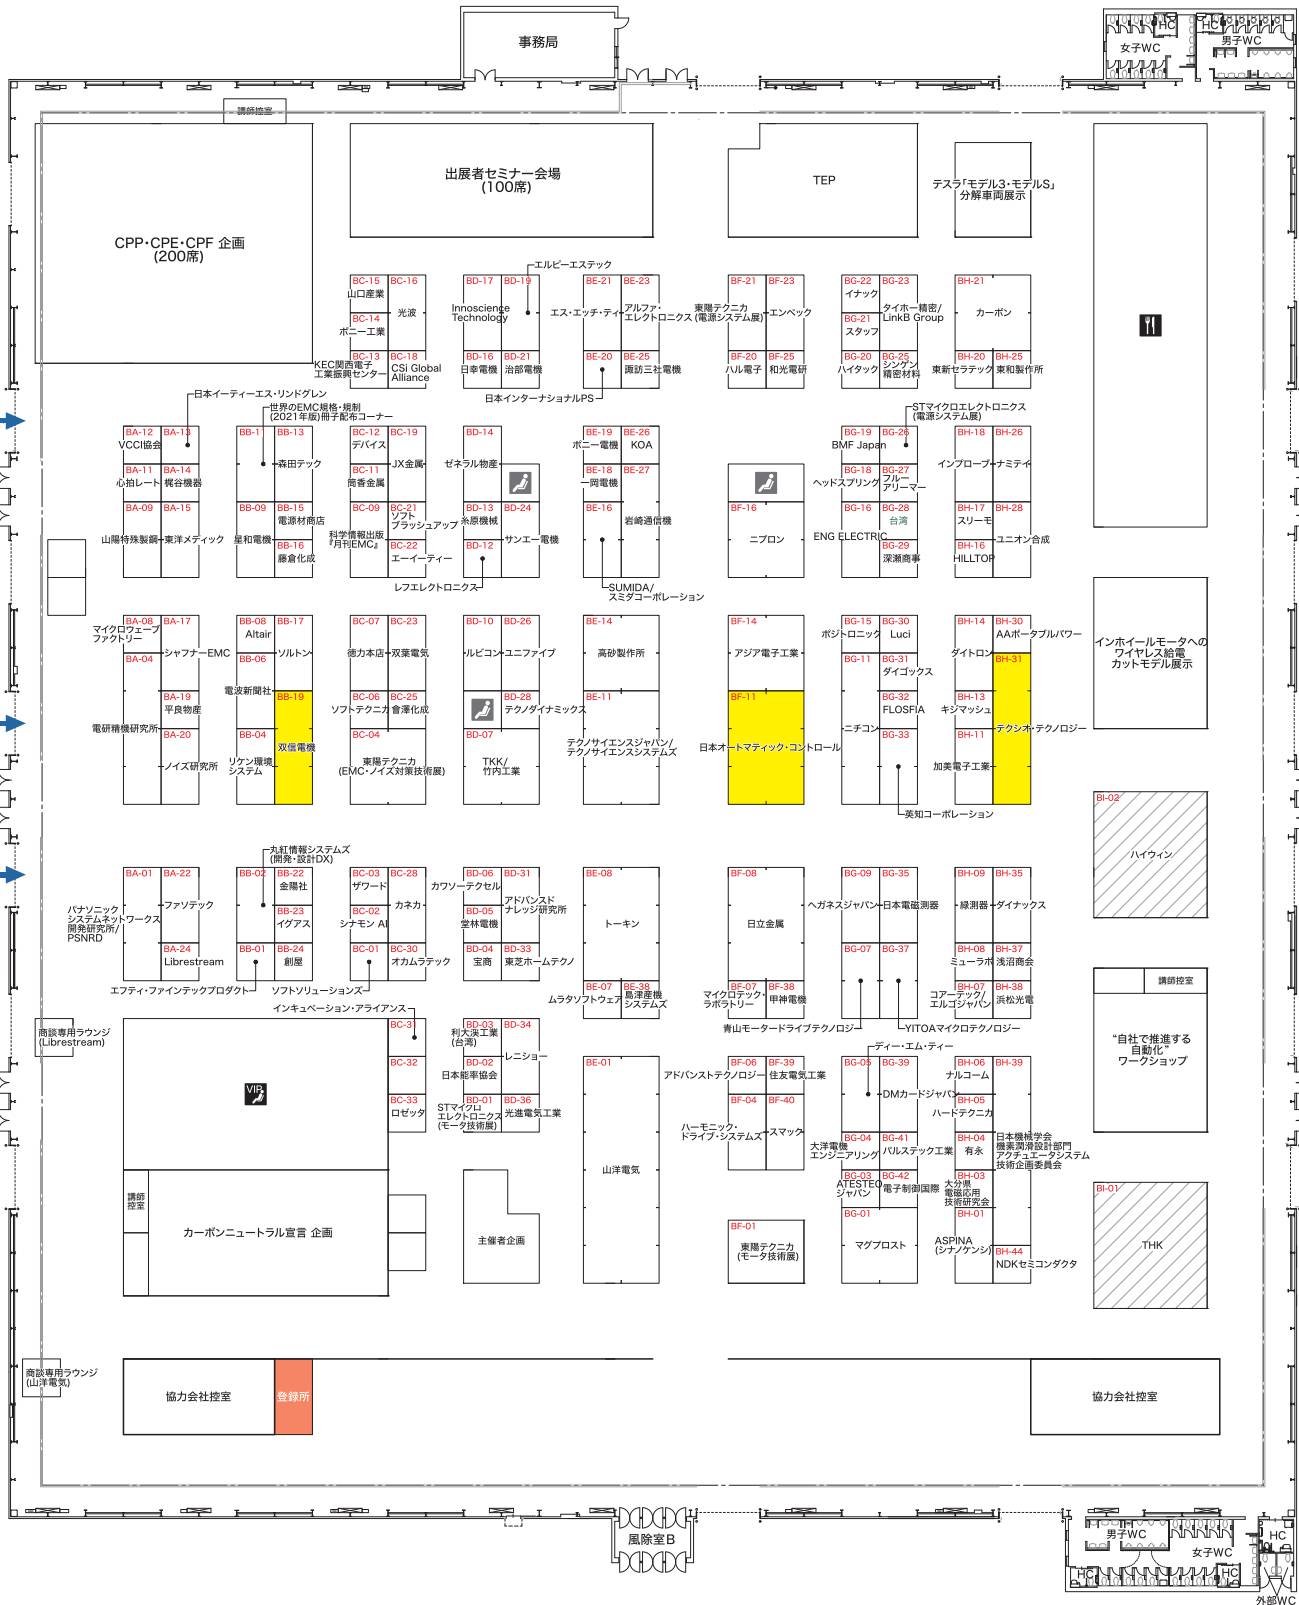 事務局
女子WC
HC
HC
男子WC
講師控室
CPP・CPE・CPF 企画
(200席)
出展者セミナー会場
(100席)
TEP
テスラ「モデル3・モデルS」
分解車両展示
エルピーエステック
BC-15
山口産業
BC-16
光波
BC-14
ボニー工業
BC-13
KEC関西電子
工業振興センター
BC-18
CSi Global
Alliance
BD-17
Innoscience
Technology
BD-19
BD-16
日幸電機
BD-21
治部電機
BE-21
エス・エッチ・ティ
BE-23
アルファ・
エレクトロニクス
BE-20
BE-25
諏訪三社電機
日本インターナショナルPS
BF-21
東陽テクニカ
(電源システム展)
BF-23
エンベック
BF-20
ハル電子
BF-25
和光電研
BG-22
イナック
BG-23
タイホー精密/
LinkB Group
BG-21
スタッフ
BG-20
ハイタック
BG-25
シンゲン
精密材料
BH-21
カーボン
BH-20
東新セラテック
BH-25
東和製作所
日本イーティーエス・リンドグレン
世界のEMC規格・規制
(2021年版)冊子配布コーナー
STマイクロエレクトロニクス
(電源システム展)
BA-12
VCCI協会
BA-13
BA-11
心拍レート
BA-14
梶谷機器
BA-09
山陽特殊製鋼
BA-15
東洋メディック
BB-11
BB-13
森田テック
BB-09
星和電機
BB-15
電源材商店
BB-16
藤倉化成
BC-12
デバイス
BC-19
JX金属
BC-11
筒香金属
BC-09
科学情報出版
『月刊EMC』
BC-21
ソフト
ブラッシュアップ
BC-22
エーイーティー
BD-14
ゼネラル物産
BD-13
糸原機械
BD-24
サンエー電機
BD-12
レフエレクトロニクス
BE-19
ボニー電機
BE-26
KOA
BE-18
一岡電機
BE-27
岩崎通信機
BE-16
SUMIDA/
スミダコーポレーション
BF-16
ニプロン
BG-19
BMF Japan
BG-26
BG-18
ヘッドスプリング
BG-27
フルー
アリーマー
BG-16
ENG ELECTRIC
BG-28
台湾
BG-29
深瀬商事
BH-18
インプローブ
BH-26
ナミテイ
BH-17
スリーモ
BH-28
ユニオン合成
BH-16
HILLTOP
BA-08
マイクロウェーブ
ファクトリー
BA-17
シャフナーEMC
BA-04
電研精機研究所
BA-19
平良物産
BA-20
ノイズ研究所
BB-08
Altair
BB-17
ソルトン
BB-06
電波新聞社
BB-19
双信電機
BB-04
リケン環境
システム
BC-07
徳力本店
BC-23
双葉電気
BC-06
ソフトテクニカ
BC-25
會澤化成
BC-04
東陽テクニカ
(EMC・ノイズ対策技術展)
BD-10
ルビコン
BD-26
ユニファイブ
BD-28
テクノダイナミックス
BD-07
TKK/
竹内工業
BE-14
高砂製作所
BE-11
テクノサイエンスジャパン/
テクノサイエンスシステムズ
BF-14
アジア電子工業
BF-11
日本オートマティック・コントロール
BG-15
ポジトロニック
BG-30
Luci
BG-11
ニチコン
BG-31
ダイゴックス
BG-32
FLOSFIA
BG-33
英知コーポレーション
BH-14
ダイトロン
BH-30
AAポータブルパワー
BH-31
テクシオ・テクノロジー
BH-13
キジマッシュ
BH-11
加美電子工業
インホイールモータへの
ワイヤレス給電
カットモデル展示
BI-02
ハイウィン
丸紅情報システムズ
(開発・設計DX)
BA-01
パナソニック
システムネットワークス
開発研究所/
PSNRD
BA-22
ファソテック
BA-24
Librestream
BB-02
BB-22
金陽社
BB-23
イグアス
BB-01
BB-24
創屋
エフティ・ファインテックプロダクト
BC-03
ザワード
BC-28
カネカ
BC-02
シナモン AI
BC-01
BC-30
オカムラテック
ソフトソリューションズ
BD-06
カワソーテクセル
BD-31
アドバンスド
ナレッジ研究所
BD-05
堂林電機
BD-04
宝商
BD-33
東芝ホームテクノ
BE-08
トーキン
BE-07
ムラタソフトウェア
BE-38
島津産機
システムズ
BF-08
日立金属
BF-07
マイクロテック・
ラボラトリー
BF-38
甲神電機
BG-09
ヘガネスジャパン
BG-35
日本電磁測器
BG-07
BG-37
青山モータードライブテクノロジー
YITOAマイクロテクノロジー
BH-09
緑測器
BH-35
ダイナックス
BH-08
ミューラボ
BH-37
浅沼商会
BH-07
コアーテック/
エルゴジャパン
BH-38
浜松光電
講師控室
“自社で推進する
自動化”
ワークショップ
商談専用ラウンジ
(Librestream)
インキュベーション・アライアンス
VIP
BC-31
BC-32
BC-33
ロゼッタ
BD-03
利大渓工業
(台湾)
BD-34
レニショー
BD-02
日本能率協会
BD-01
STマイクロ
エレクトロニクス
(モータ技術展)
BD-36
光進電気工業
BE-01
山洋電気
BF-06
アドバンストテクノロジー
BF-39
住友電気工業
BF-04
ハーモニック・
ドライブ・システムズ
BF-40
スマック
ディー・エム・ティー
BG-05
BG-39
DMカードジャパン
BG-04
大洋電機
エンジニアリング
BG-41
パルステック工業
BG-03
ATESTEO
ジャパン
BG-42
電子制御国際
BG-01
マグプロスト
BH-06
ナルコーム
BH-39
日本機械学会
機素潤滑設計部門
アクチュエータシステム
技術企画委員会
BH-05
ハードテクニカ
BH-04
有永
BH-03
大分県
電磁応用
技術研究会
BH-01
ASPINA
(シナノケンシ)
BH-44
NDKセミコンダクタ
BI-01
THK
講師
控室
カーボンニュートラル宣言 企画
主催者企画
BF-01
東陽テクニカ
(モータ技術展)
商談専用ラウンジ
(山洋電気)
協力会社控室
登録所
協力会社控室
風除室B
男子WC
女子WC
HC
HC
HC
外部WC